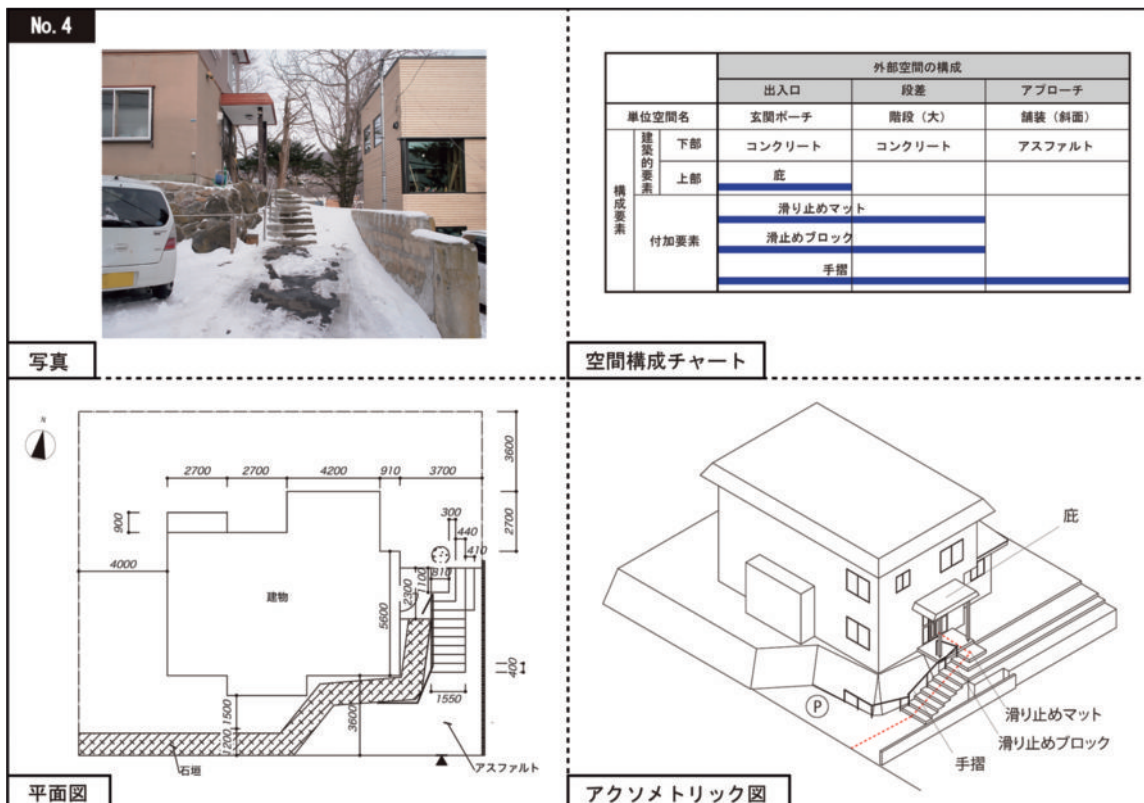 No. 4
写真
外部空間の構成
出入口 段差 アプローチ
単位空間名 玄関ポーチ 階段（大） 舗装（斜面）
構成要素
建築的要素
下部 コンクリート コンクリート アスファルト
上部 庇
付加要素
滑り止めマット
滑止めブロック
手摺
空間構成チャート
N
2700 2700 4200 910 3700
3600
2700
900
300
440
410
4000
810
1100
2300
建物
5600
400
1550
1500
1200
3600
石垣
アスファルト
平面図
庇
P
滑り止めマット
滑り止めブロック
手摺
アクソメトリック図